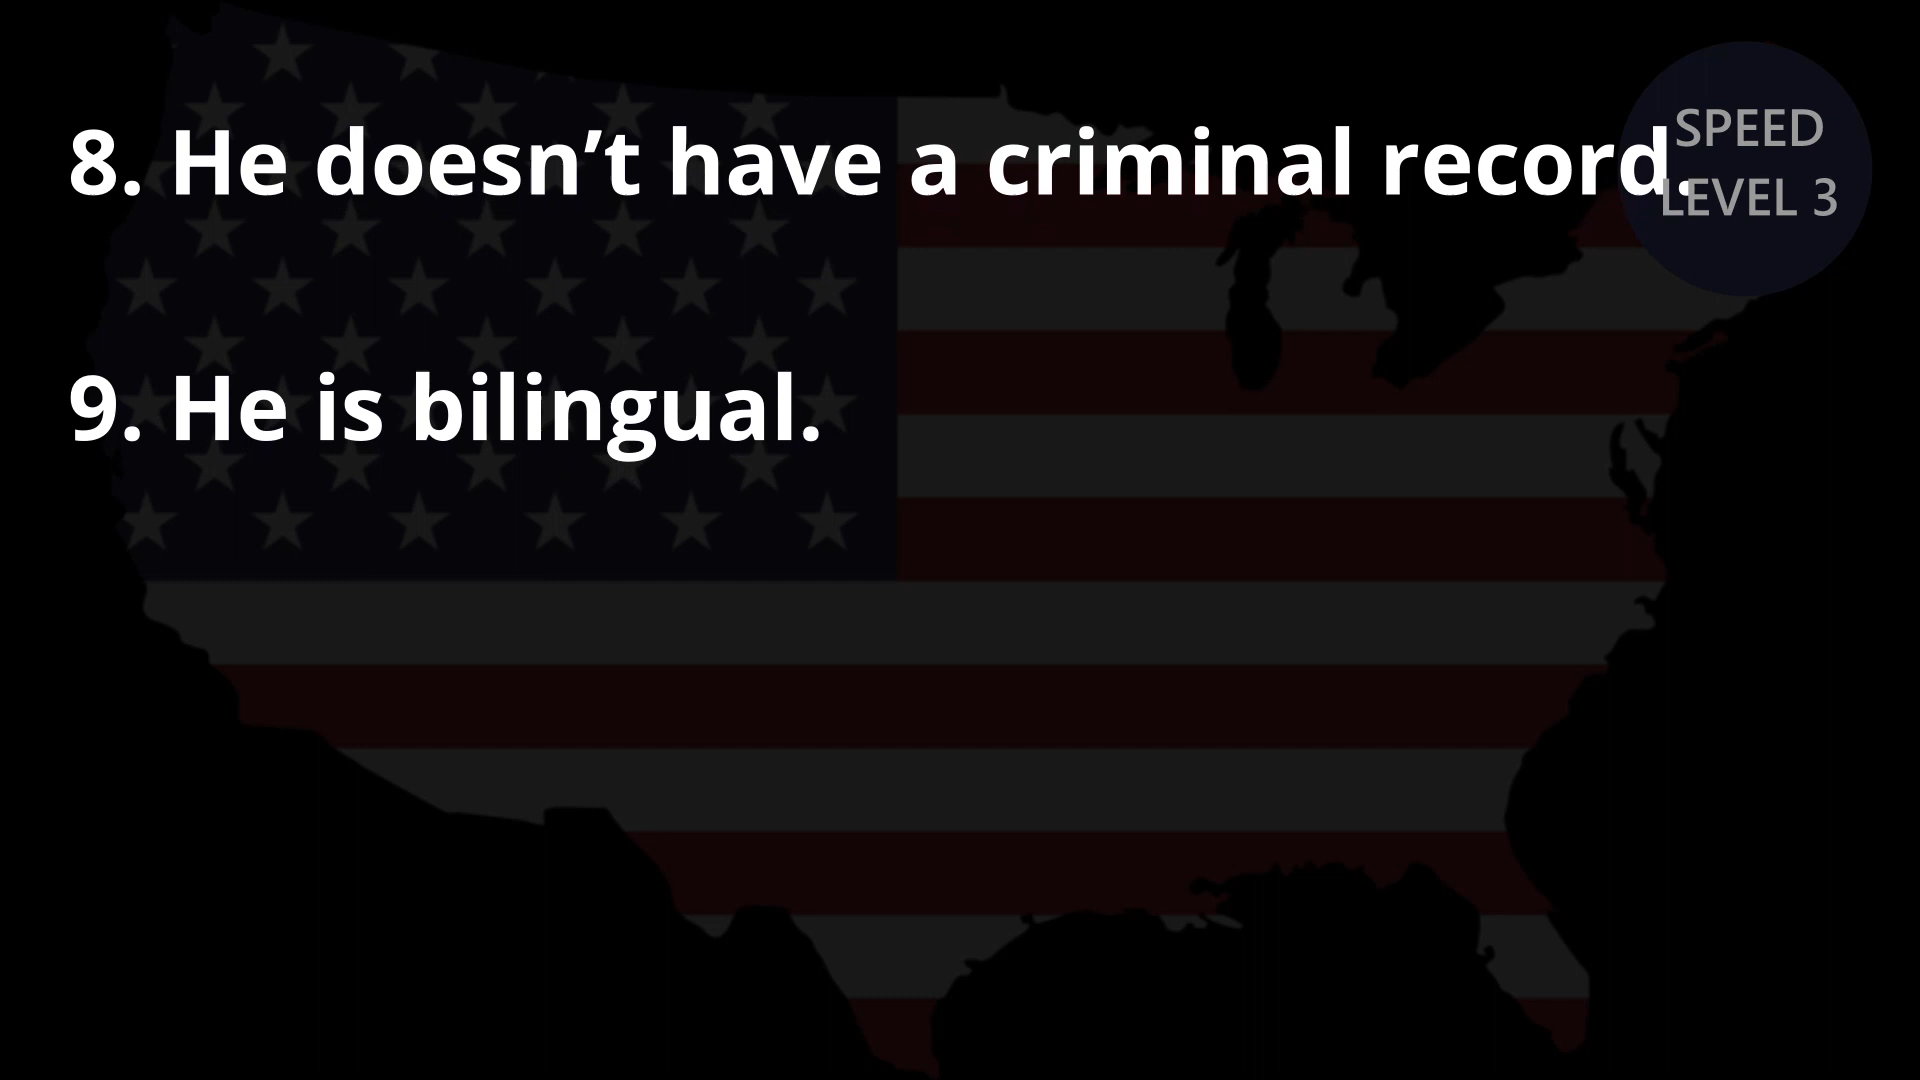 8. He doesn’t have a criminal record.
SPEED
LEVEL 3
9. He is bilingual.